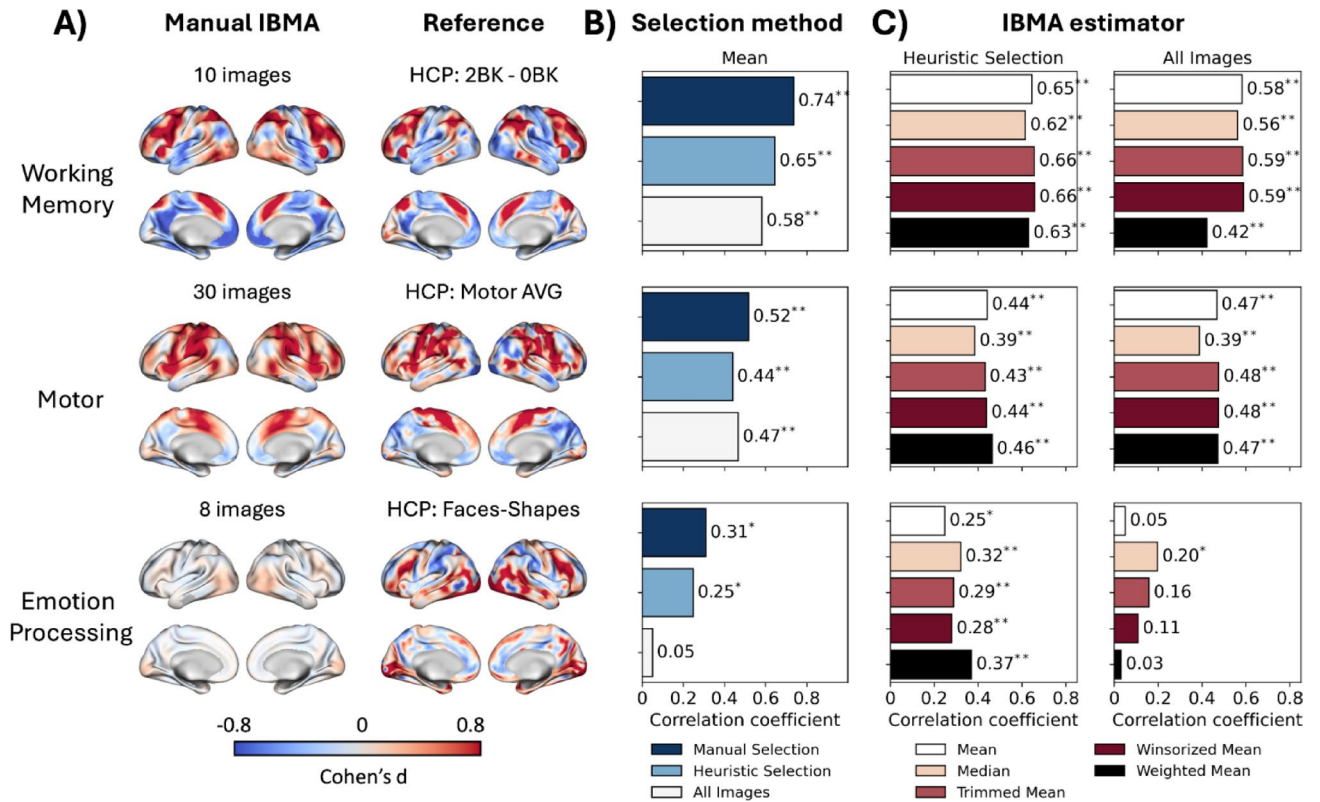 A)
Manual IBMA
Reference
B)
Selection method
C)
IBMA estimator
10 images
HCP: 2BK - 0BK
Mean
Heuristic Selection
All Images
Working
Memory
0.74**
0.65**
0.58**
0.65**
0.62**
0.66**
0.66**
0.63**
0.58**
0.56**
0.59**
0.59**
0.42**
30 images
HCP: Motor AVG
Motor
0.52**
0.44**
0.47**
0.44**
0.39**
0.43**
0.44**
0.46**
0.47**
0.39**
0.48**
0.48**
0.47**
8 images
HCP: Faces-Shapes
Emotion
Processing
0.31*
0.25*
0.05
0.25*
0.32**
0.29**
0.28**
0.37**
0.05
0.20*
0.16
0.11
0.03
0 0.2 0.4 0.6 0.8
0 0.2 0.4 0.6 0.8
0 0.2 0.4 0.6 0.8
Correlation coefficient
Correlation coefficient
Correlation coefficient
-0.8 0 0.8
Cohen's d
Manual Selection
Heuristic Selection
All Images
Mean
Median
Trimmed Mean
Winsorized Mean
Weighted Mean